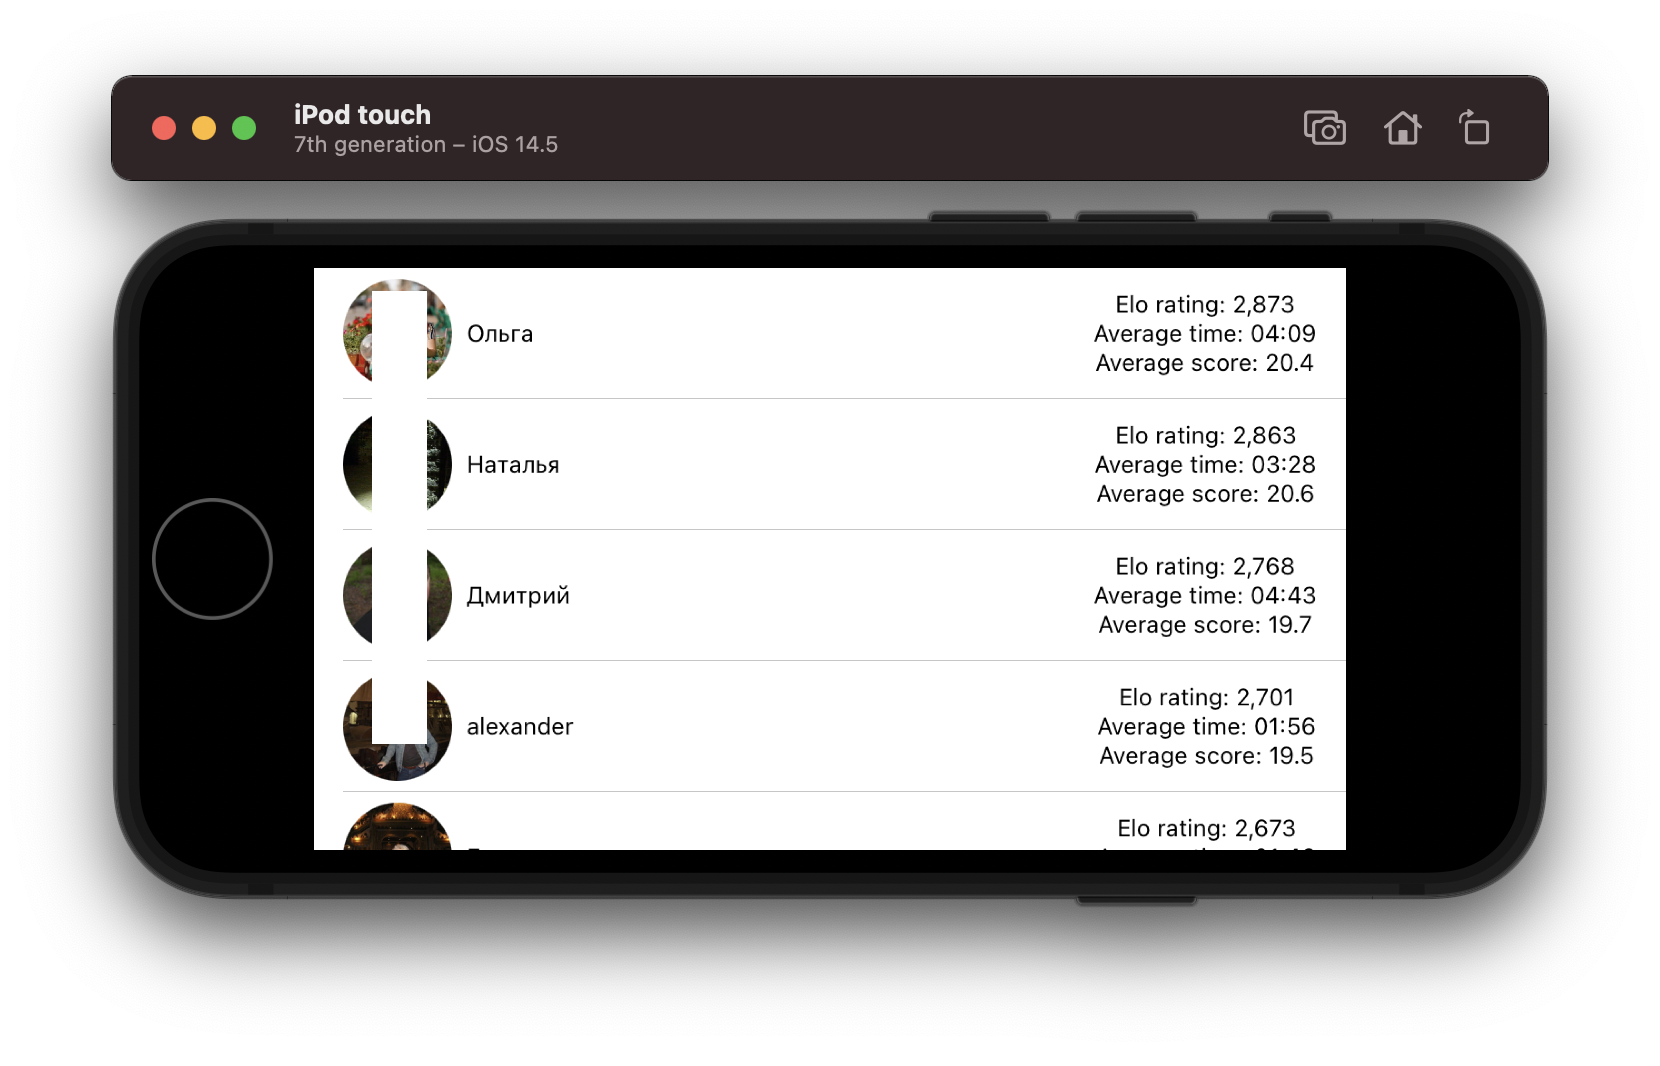 iPod touch
7th generation – iOS 14.5
Ольга
Elo rating: 2,873
Average time: 04:09
Average score: 20.4
Наталья
Elo rating: 2,863
Average time: 03:28
Average score: 20.6
Дмитрий
Elo rating: 2,768
Average time: 04:43
Average score: 19.7
alexander
Elo rating: 2,701
Average time: 01:56
Average score: 19.5
Elo rating: 2,673